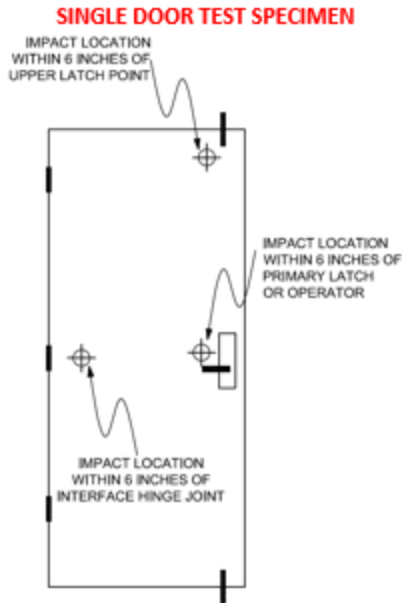 SINGLE DOOR TEST SPECIMEN
IMPACT LOCATION
WITHIN 6 INCHES OF
UPPER LATCH POINT
IMPACT LOCATION
WITHIN 6 INCHES OF
PRIMARY LATCH
OR OPERATOR
IMPACT LOCATION
WITHIN 6 INCHES OF
INTERFACE HINGE JOINT